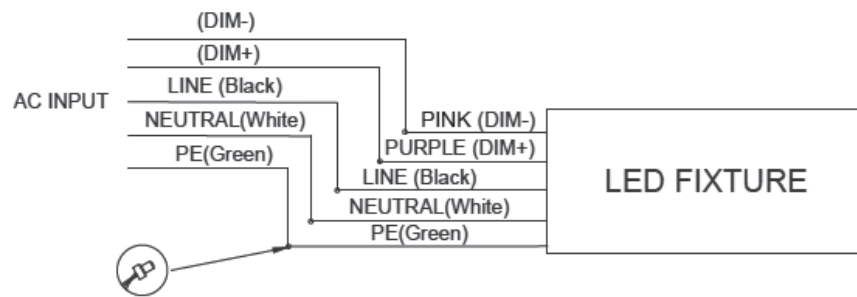 (DIM-)
(DIM+)
LINE (Black)
AC INPUT
NEUTRAL(White)
PE(Green)
PINK (DIM-)
PURPLE (DIM+)
LINE (Black)
NEUTRAL(White)
PE(Green)
LED FIXTURE